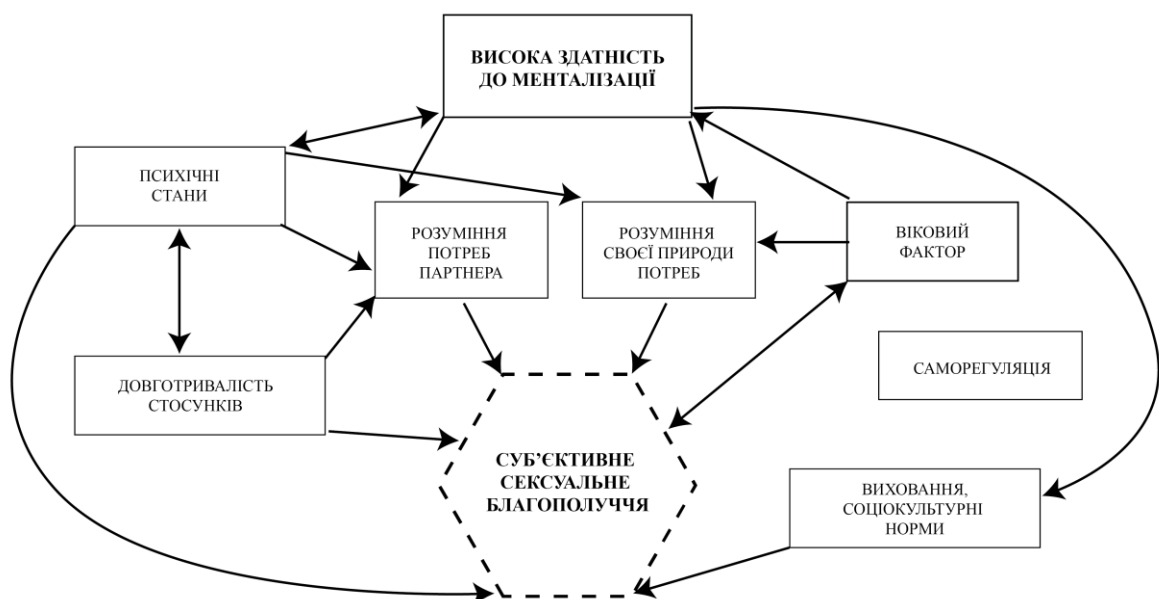 ВИСОКА ЗДАТНІСТЬ
ДО МЕНТАЛІЗАЦІЇ
ПСИХІЧНІ
СТАНИ
РОЗУМІННЯ
ПОТРЕБ
ПАРТНЕРА
РОЗУМІННЯ
СВОЄЇ ПРИРОДИ
ПОТРЕБ
ВІКОВИЙ
ФАКТОР
ДОВГОТРИВАЛІСТЬ
СТОСУНКІВ
САМОРЕГУЛЯЦІЯ
СУБ’ЄКТИВНЕ
СЕКСУАЛЬНЕ
БЛАГОПОЛУЧЧЯ
ВИХОВАННЯ,
СОЦІОКУЛЬТУРНІ
НОРМИ